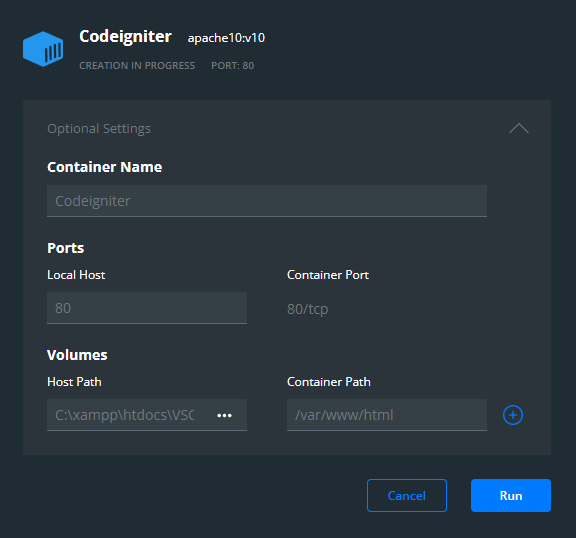 Codeigniter apache10:v10
CREATION IN PROGRESS PORT: 80
Optional Settings
Container Name
Codeigniter
Ports
Local Host Container Port
80 80/tcp
Volumes
Host Path Container Path
C:\xampp\htdocs\VSC ••• /var/www/html
Cancel Run